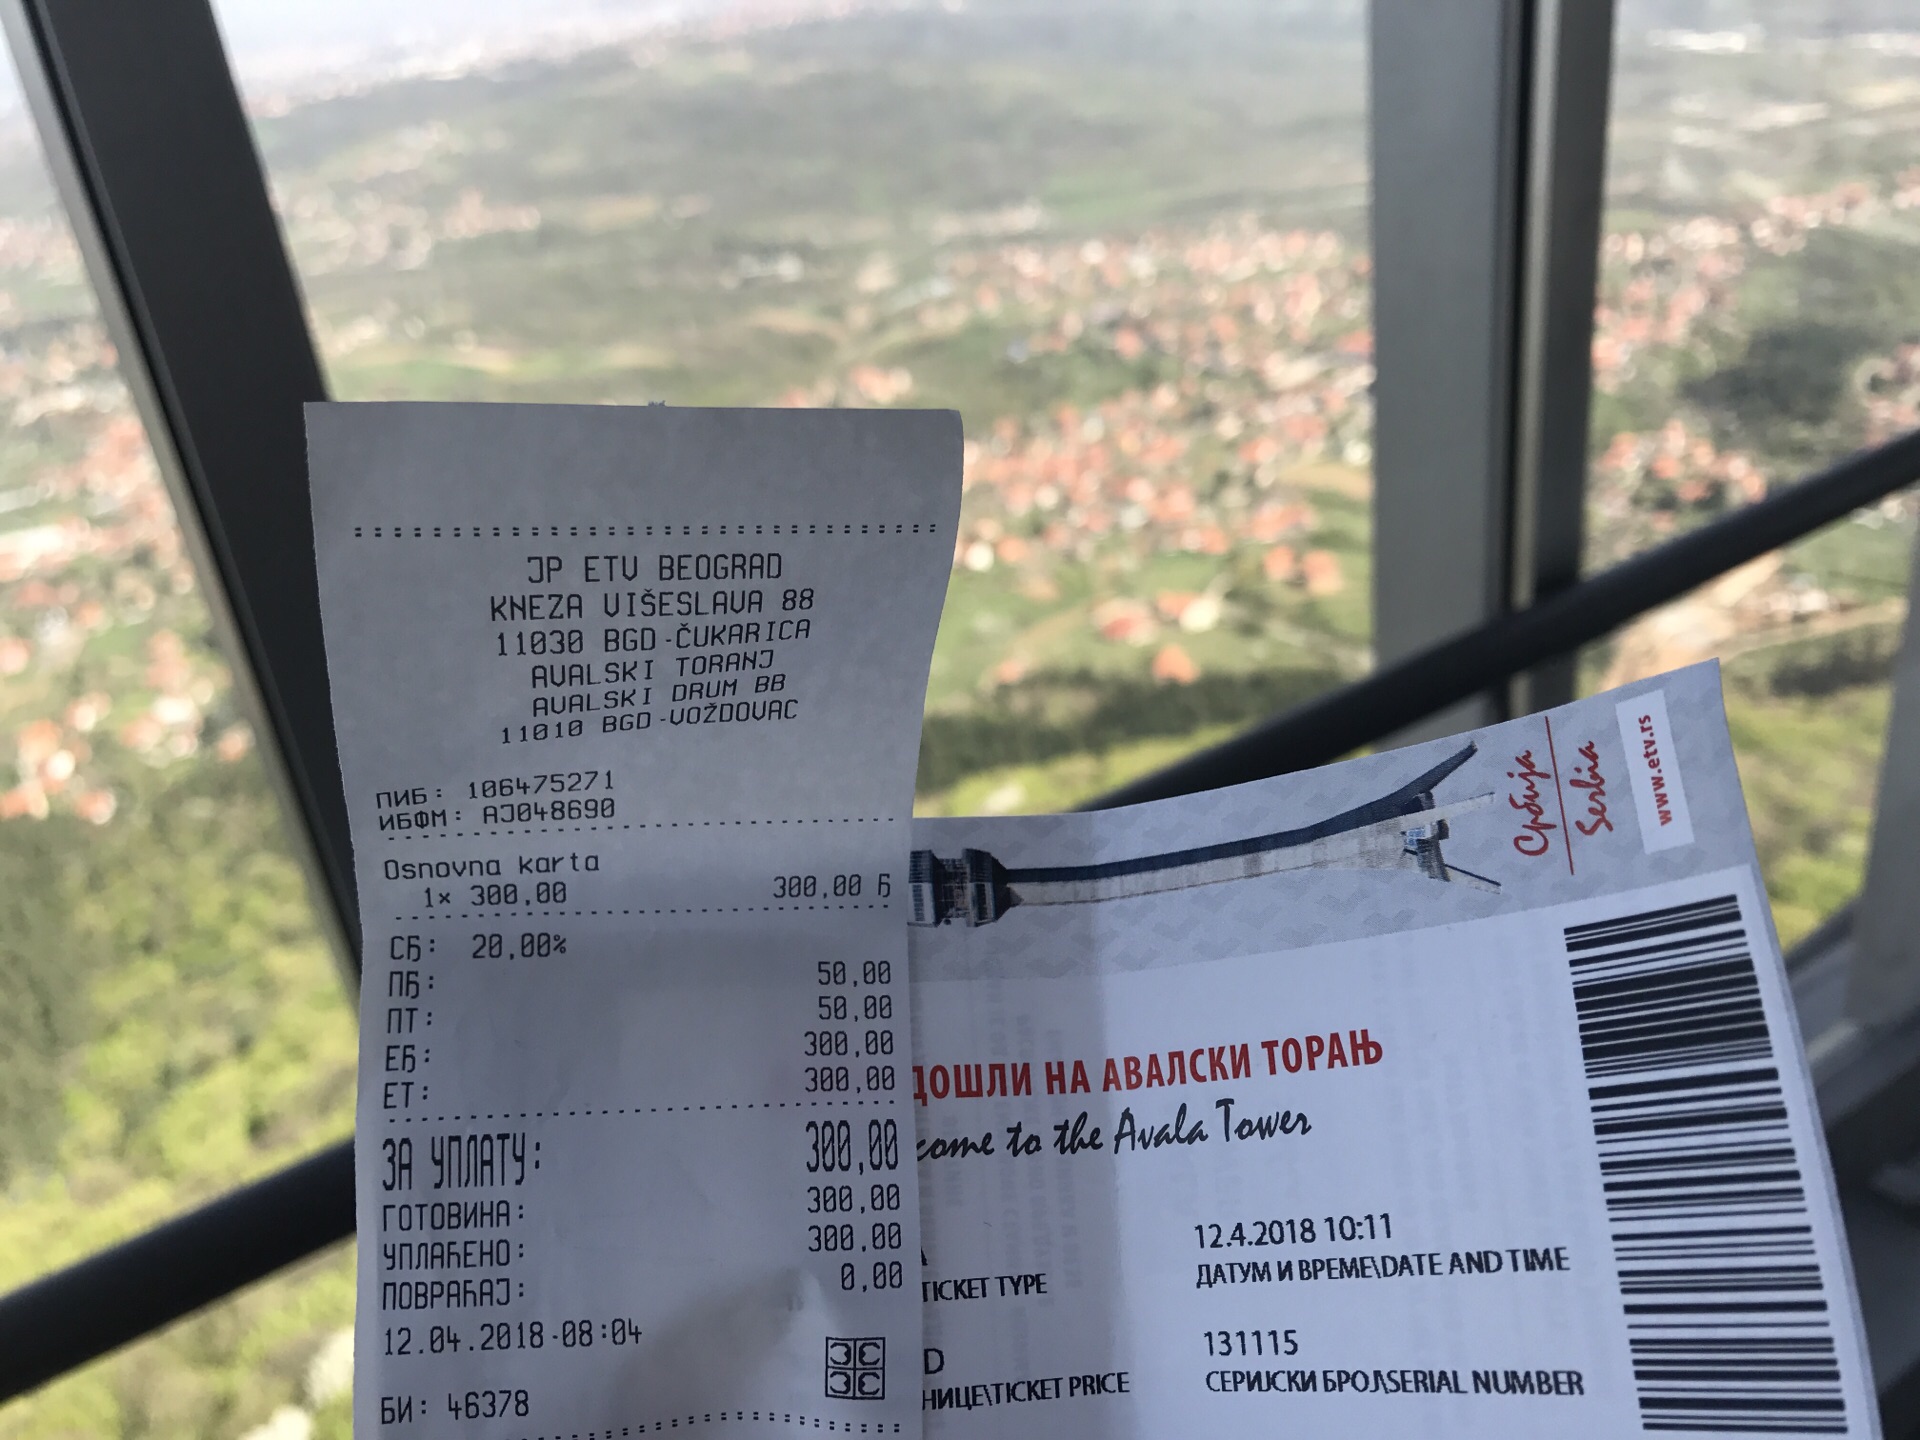 JP ETV BEOGRAD
KNEZA VIŠESLAVA 88
11030 BGD-ČUKARICA
AVALSKI TORANJ
AVALSKI DRUM BB
11010 BGD-VOŽDOVAC
ПИБ: 106475271
ИБФМ: AJ048690
Osnovna karta
1x 300,00 300,00 Ђ
СЂ: 20,00%
ПЂ: 50,00
ПТ: 50,00
ЕЂ: 300,00
ЕТ: 300,00
ЗА УПЛАТУ: 300,00
ГОТОВИНА: 300,00
УПЛАЋЕНО: 300,00
ПОВРАЋАЈ: 0,00
12.04.2018-08:04
БИ: 46378
Србија
Serbia
www.etv.rs
ДОШЛИ НА АВАЛСКИ ТОРАЊ
come to the Avala Tower
12.4.2018 10:11
TICKET TYPE
ДАТУМ И ВРЕМЕ\DATE AND TIME
D
131115
НИЦЕ\TICKET PRICE
СЕРИЈСКИ БРОЈ\SERIAL NUMBER